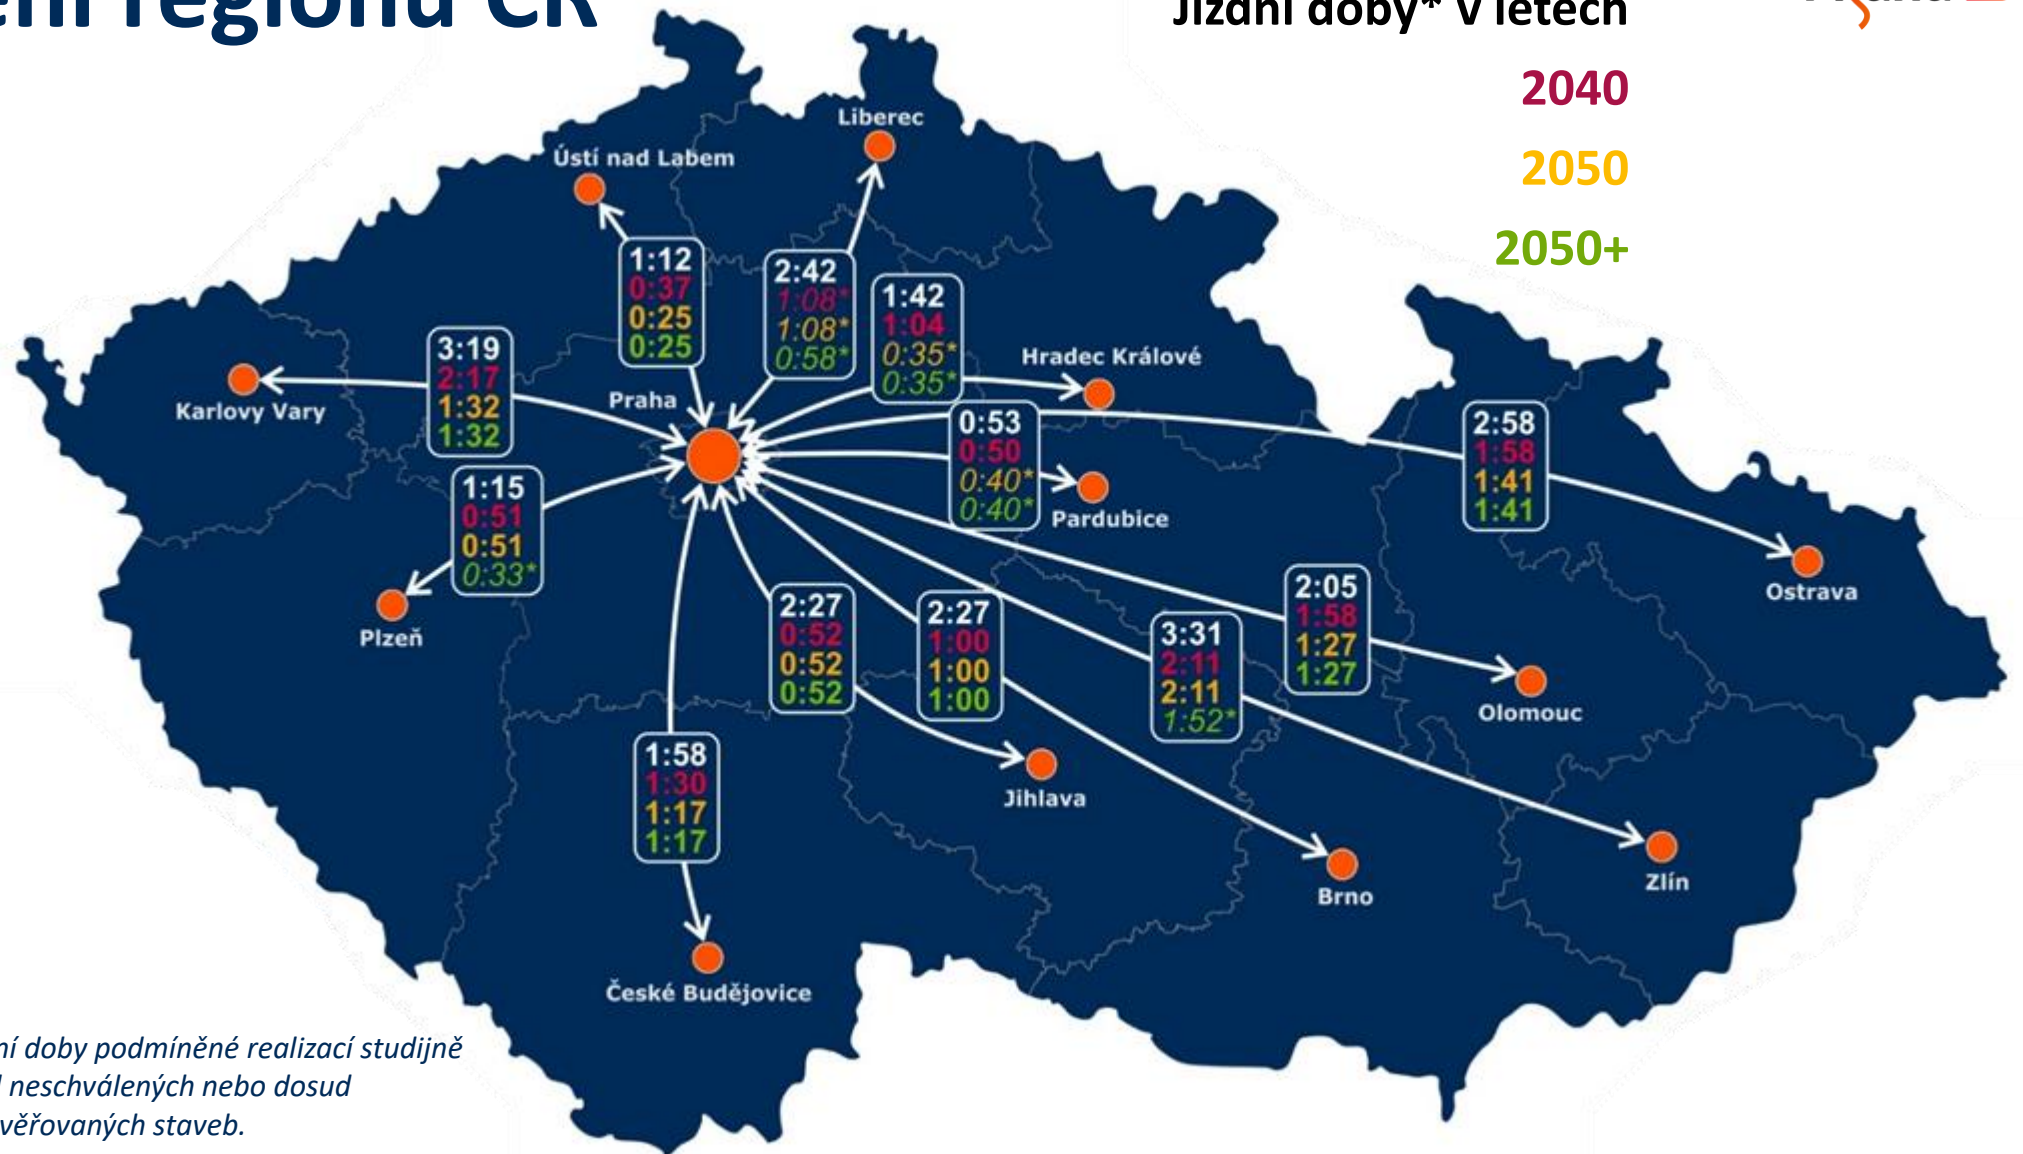 regionů ČR
Jízdní doby* v letech
2040
2050
2050+
Liberec
Ústí nad Labem
1:12
0:37
0:25
0:25
2:42
1:08*
1:08*
0:58*
1:42
1:04
0:35*
0:35*
Hradec Králové
3:19
2:17
1:32
1:32
Karlovy Vary
Praha
0:53
0:50
0:40*
0:40*
Pardubice
2:58
1:58
1:41
1:41
Ostrava
1:15
0:51
0:51
0:33*
Plzeň
2:27
0:52
0:52
0:52
2:27
1:00
1:00
1:00
3:31
2:11
2:11
1:52*
2:05
1:58
1:27
1:27
Olomouc
Jihlava
1:58
1:30
1:17
1:17
Brno
Zlín
České Budějovice
ní doby podmíněné realizací studijně
neschválených nebo dosud
věřovaných staveb.